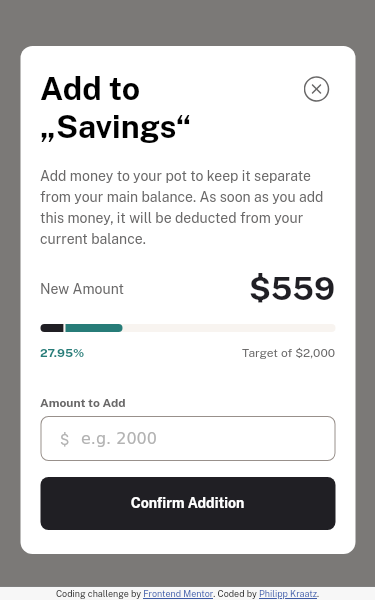 Add to
„Savings“
Add money to your pot to keep it separate
from your main balance. As soon as you add
this money, it will be deducted from your
current balance.
New Amount $559
27.95% Target of $2,000
Amount to Add
$ e.g. 2000
Confirm Addition
Coding challenge by Frontend Mentor. Coded by Philipp Kraatz.